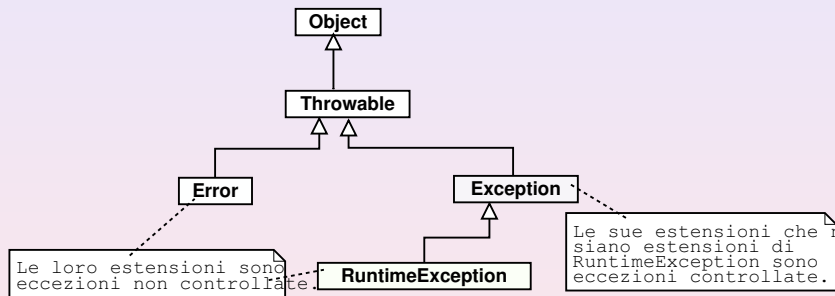 Object
Throwable
Error
Exception
Le sue estensioni che
siano estensioni di
RuntimeException sono
eccezioni controllate.
Le loro estensioni sono
eccezioni non controllate.
RuntimeException